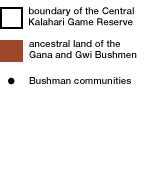 boundary of the Central
Kalahari Game Reserve
ancestral land of the
Gana and Gwi Bushmen
Bushman communities